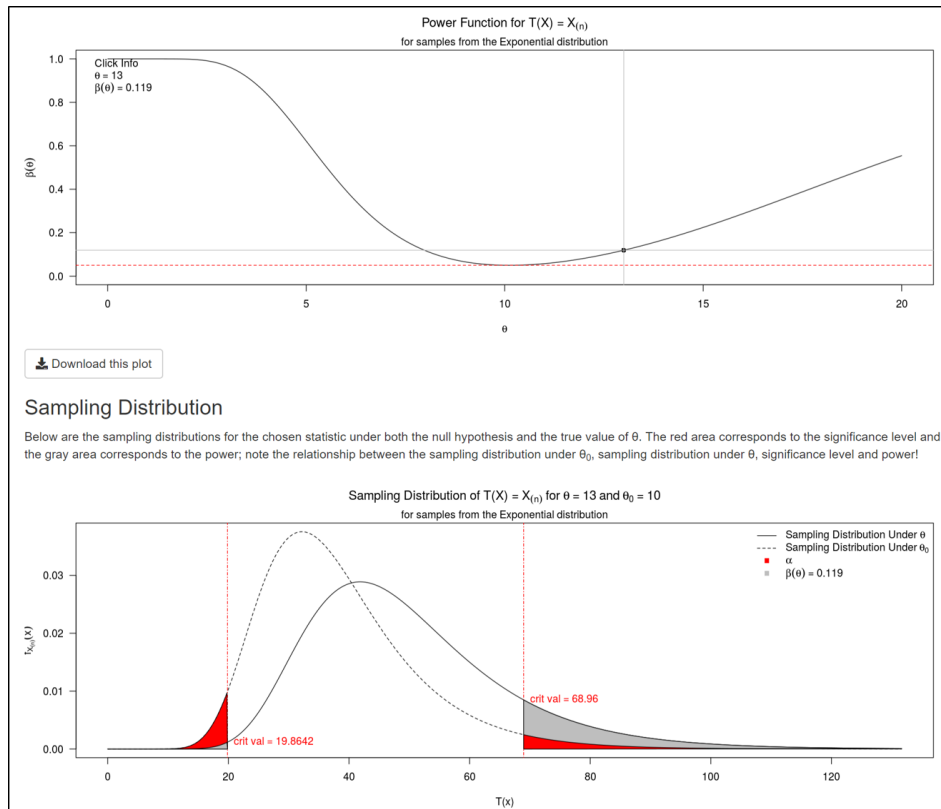 Power Function for T(X) = X(n)
for samples from the Exponential distribution
Click Info
θ = 13
β(θ) = 0.119
1.0
0.8
0.6
0.4
0.2
0.0
β(θ)
0 5 10 15 20
θ
Download this plot
Sampling Distribution
Below are the sampling distributions for the chosen statistic under both the null hypothesis and the true value of θ. The red area corresponds to the significance level and
the gray area corresponds to the power; note the relationship between the sampling distribution under θ0, sampling distribution under θ, significance level and power!
Sampling Distribution of T(X) = X(n) for θ = 13 and θ0 = 10
for samples from the Exponential distribution
Sampling Distribution Under θ
Sampling Distribution Under θ0
α
β(θ) = 0.119
0.03
0.02
0.01
0.00
fX(n)(x)
crit val = 68.96
crit val = 19.8642
0 20 40 60 80 100 120
T(x)